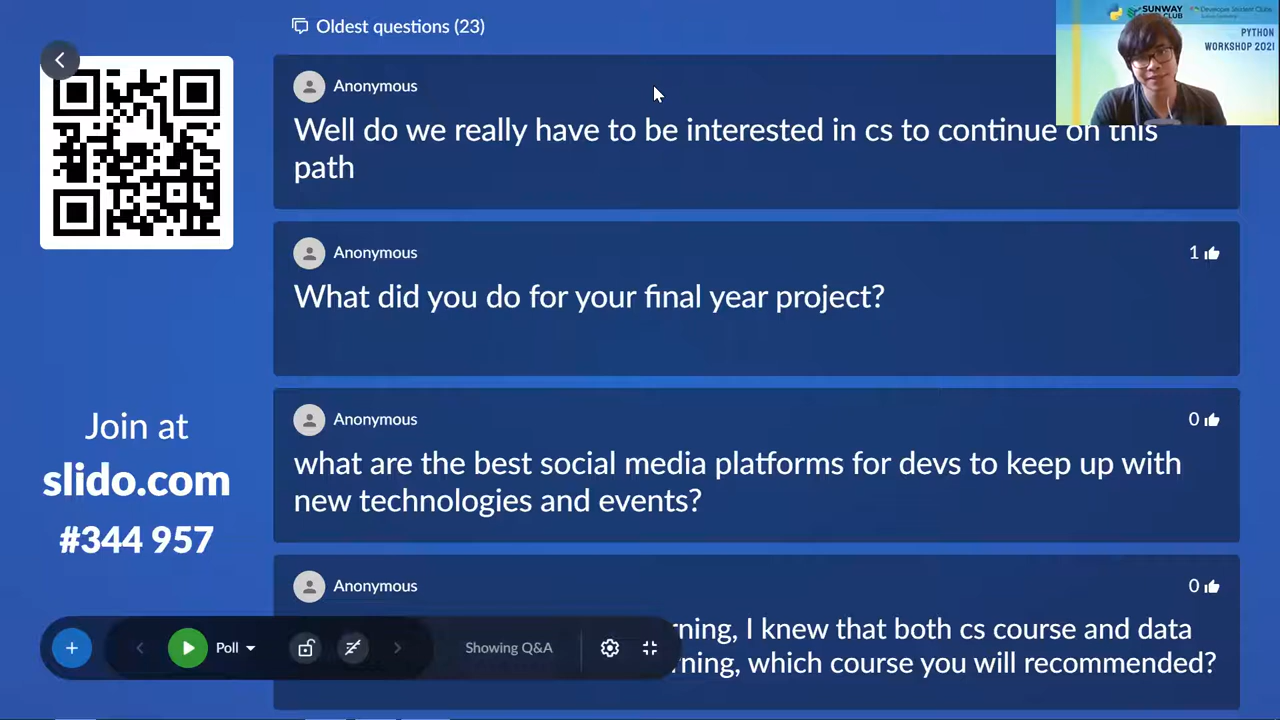 Oldest questions (23)
SUNWAY
CLUB
Developer Student Clubs
PYTHON
WORKSHOP 2021
Anonymous
Well do we really have to be interested in cs to continue on this
path
Anonymous
1
What did you do for your final year project?
Anonymous
0
what are the best social media platforms for devs to keep up with
new technologies and events?
Anonymous
0
I knew that both cs course and data
which course you will recommended?
Join at
slido.com
#344 957
Poll
Showing Q&A